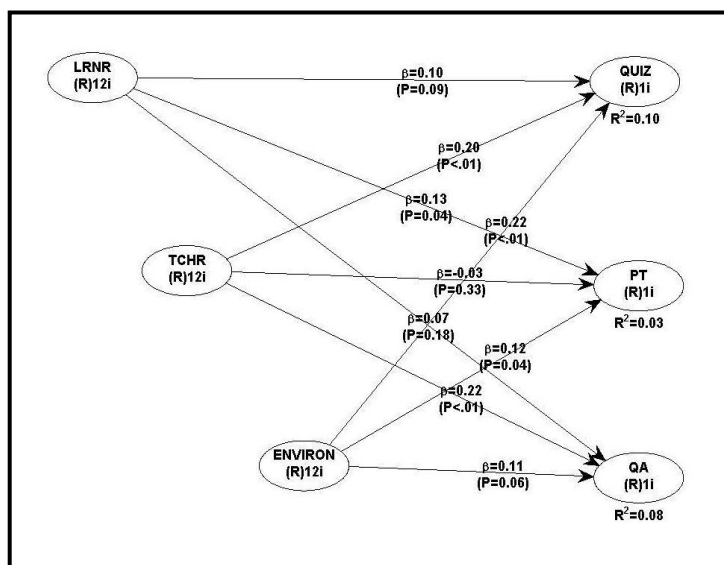 LRNR
(R)12i
β=0.10
(P=0.09)
QUIZ
(R)1i
R²=0.10
β=0.20
(P<.01)
β=0.13
(P=0.04)
β=0.22
(P<.01)
TCHR
(R)12i
β=-0.03
(P=0.33)
PT
(R)1i
R²=0.03
β=0.07
(P=0.18)
β=0.12
(P=0.04)
β=0.22
(P<.01)
ENVIRON
(R)12i
β=0.11
(P=0.06)
QA
(R)1i
R²=0.08